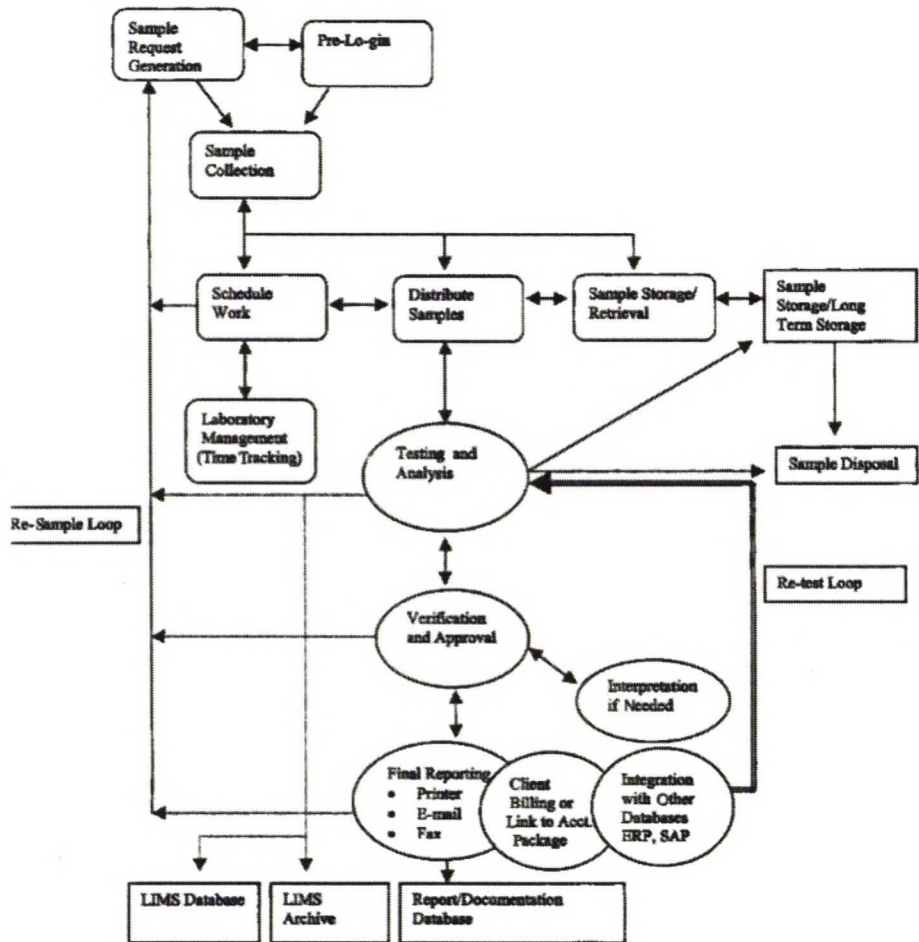 Sample
Request
Generation
Pre-Lo-gin
Sample
Collection
Schedule
Work
Distribute
Samples
Sample Storage/
Retrieval
Sample
Storage/Long
Term Storage
Laboratory
Management
(Time Tracking)
Testing and
Analysis
Sample Disposal
Re-Sample Loop
Re-test Loop
Verification
and Approval
Interpretation
if Needed
Final Reporting
• Printer
• E-mail
• Fax
Client
Billing or
Link to Acct.
Package
Integration
with Other
Databases
ERP, SAP
LIMS Database
LIMS
Archive
Report/Documentation
Database